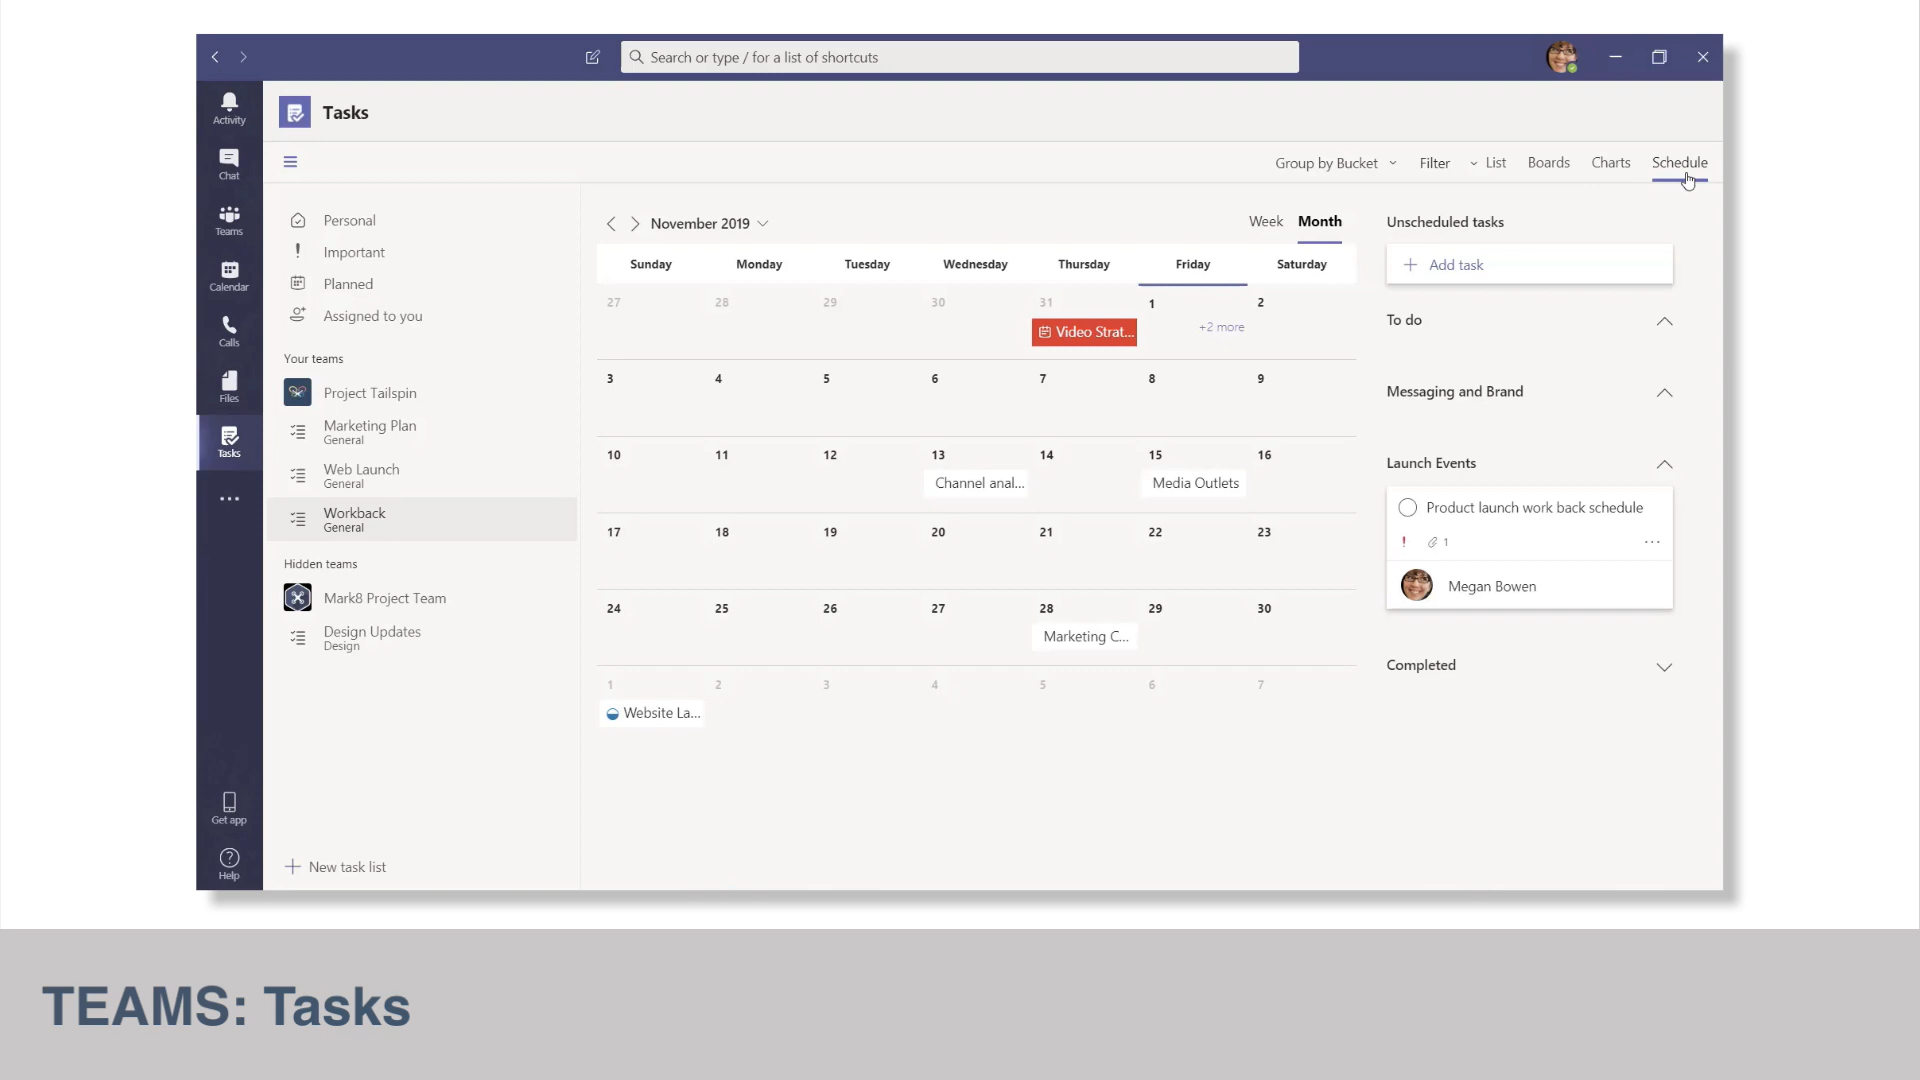 Search or type / for a list of shortcuts
Activity
Chat
Teams
Calendar
Calls
Files
Tasks
Get app
Help
Tasks
Group by Bucket
Filter
List
Boards
Charts
Schedule
Personal
Important
Planned
Assigned to you
Your teams
Project Tailspin
Marketing Plan
General
Web Launch
General
Workback
General
Hidden teams
Mark8 Project Team
Design Updates
Design
New task list
November 2019
Week Month
Sunday Monday Tuesday Wednesday Thursday Friday Saturday
27 28 29 30 31 1 2
Video Strat... +2 more
3 4 5 6 7 8 9
10 11 12 13 14 15 16
Channel anal... Media Outlets
17 18 19 20 21 22 23
24 25 26 27 28 29 30
Marketing C...
1 2 3 4 5 6 7
Website La...
Unscheduled tasks
Add task
To do
Messaging and Brand
Launch Events
Product launch work back schedule
! 1 ...
Megan Bowen
Completed
TEAMS: Tasks